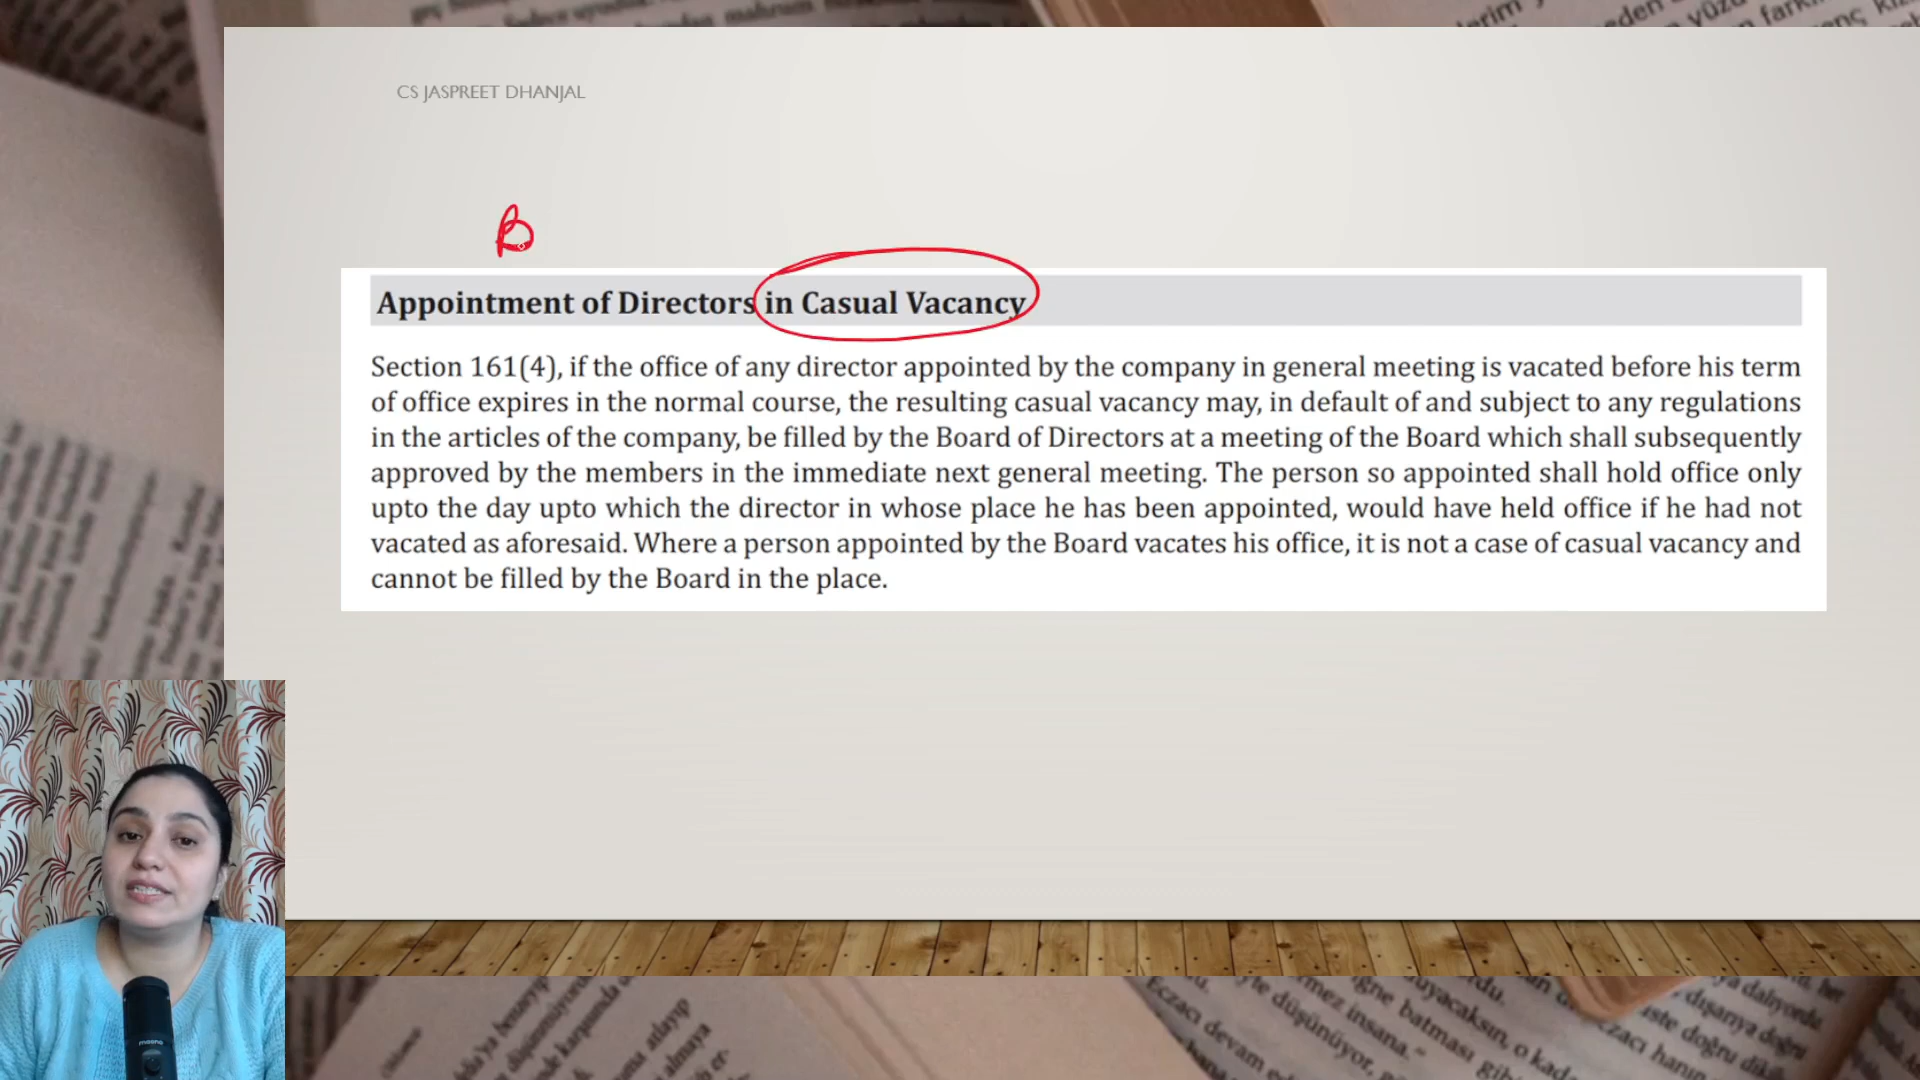 CS JASPREET DHANJAL
B
Appointment of Directors in Casual Vacancy
Section 161(4), if the office of any director appointed by the company in general meeting is vacated before his term
of office expires in the normal course, the resulting casual vacancy may, in default of and subject to any regulations
in the articles of the company, be filled by the Board of Directors at a meeting of the Board which shall subsequently
approved by the members in the immediate next general meeting. The person so appointed shall hold office only
upto the day upto which the director in whose place he has been appointed, would have held office if he had not
vacated as aforesaid. Where a person appointed by the Board vacates his office, it is not a case of casual vacancy and
cannot be filled by the Board in the place.